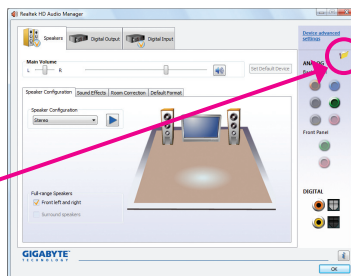 Realtek HD Audio Manager
Speakers
Digital Output
Digital Input
Device advanced
settings
Main Volume
L
R
Set Default Device
ANALOG
Speaker Configuration
Sound Effects
Room Correction
Default Format
Speaker Configuration
Stereo
Front Panel
Full-range Speakers
Front left and right
Surround speakers
DIGITAL
GIGABYTE
TECHNOLOGY
OK